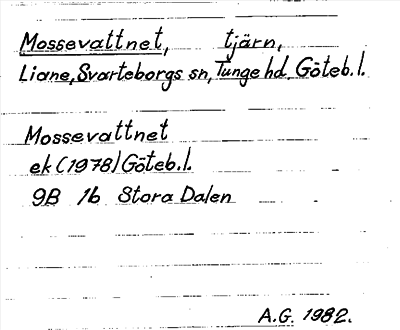 Mossevattnet, tjärn,
Liane, Svarteborgs sn, Tunge hd, Göteb.l.
Mossevattnet
ek (1978) Göteb.l.
9B 1b Stora Dalen
A.G. 1982.